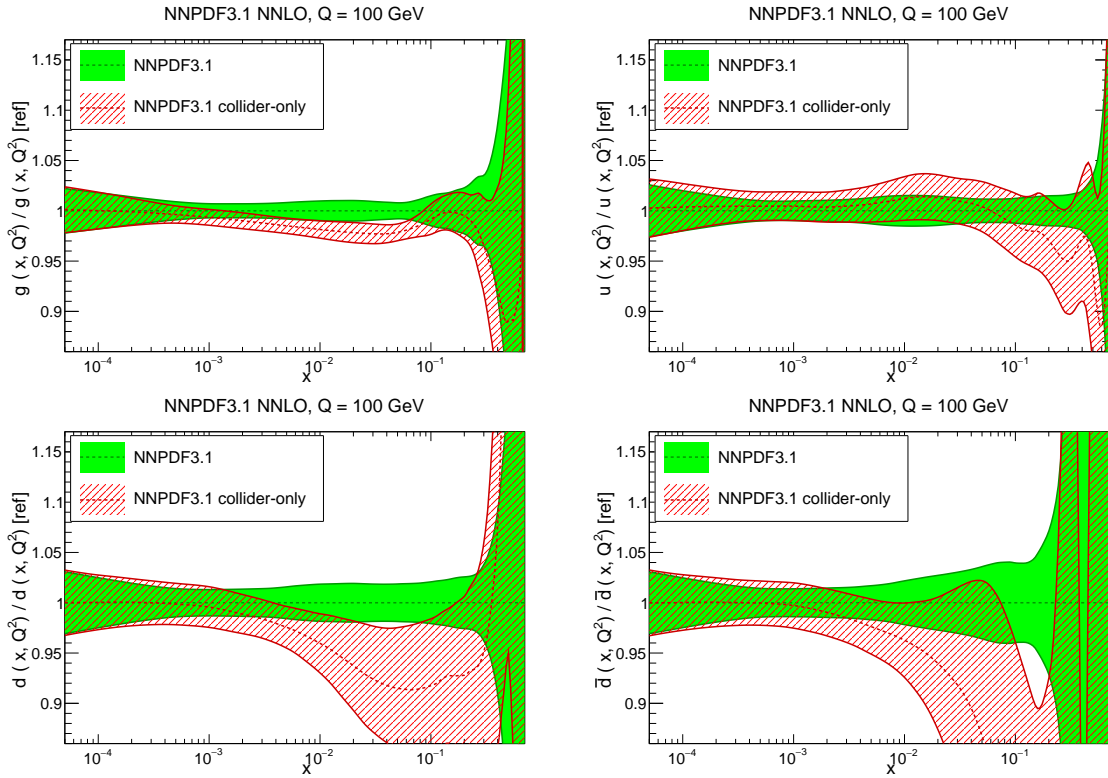 NNPDF3.1 NNLO, Q = 100 GeV
NNPDF3.1
NNPDF3.1 collider-only
g ( x, Q²) / g ( x, Q²) [ref]
1.15
1.1
1.05
1
0.95
0.9
10⁻⁴ 10⁻³ 10⁻² 10⁻¹
x
NNPDF3.1 NNLO, Q = 100 GeV
NNPDF3.1
NNPDF3.1 collider-only
u ( x, Q²) / u ( x, Q²) [ref]
1.15
1.1
1.05
1
0.95
0.9
10⁻⁴ 10⁻³ 10⁻² 10⁻¹
x
NNPDF3.1 NNLO, Q = 100 GeV
NNPDF3.1
NNPDF3.1 collider-only
d ( x, Q²) / d ( x, Q²) [ref]
1.15
1.1
1.05
1
0.95
0.9
10⁻⁴ 10⁻³ 10⁻² 10⁻¹
x
NNPDF3.1 NNLO, Q = 100 GeV
NNPDF3.1
NNPDF3.1 collider-only
d̄ ( x, Q²) / d̄ ( x, Q²) [ref]
1.15
1.1
1.05
1
0.95
0.9
10⁻⁴ 10⁻³ 10⁻² 10⁻¹
x